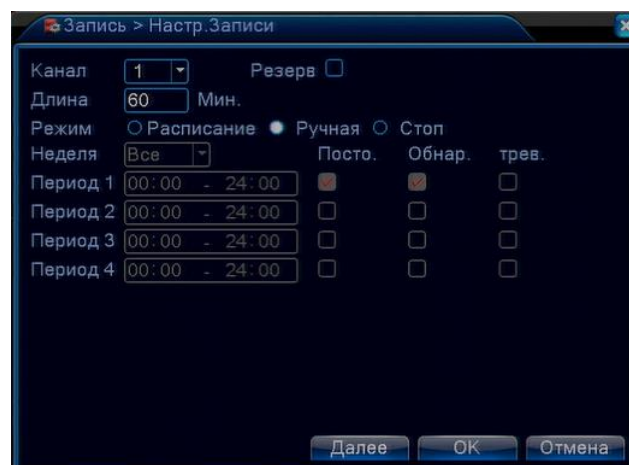 Запись > Настр.Записи
Канал 1 Резерв
Длина 60 Мин.
Режим Расписание Ручная Стоп
Неделя Все Посто. Обнар. трев.
Период 1 00:00 - 24:00
Период 2 00:00 - 24:00
Период 3 00:00 - 24:00
Период 4 00:00 - 24:00
Далее OK Отмена